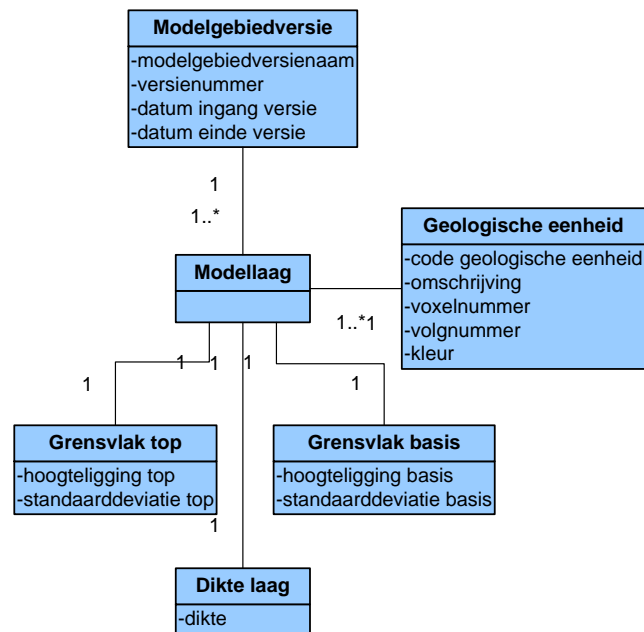 Modelgebiedversie
-modelgebiedversienaam
-versienummer
-datum ingang versie
-datum einde versie
1
1..*
Geologische eenheid
-code geologische eenheid
-omschrijving
-voxelnummer
-volgnummer
-kleur
Modellaag
1..*1
1
1
1
1
1
Grensvlak top
-hoogteligging top
-standaarddeviatie top
Grensvlak basis
-hoogteligging basis
-standaarddeviatie basis
1
Dikte laag
-dikte